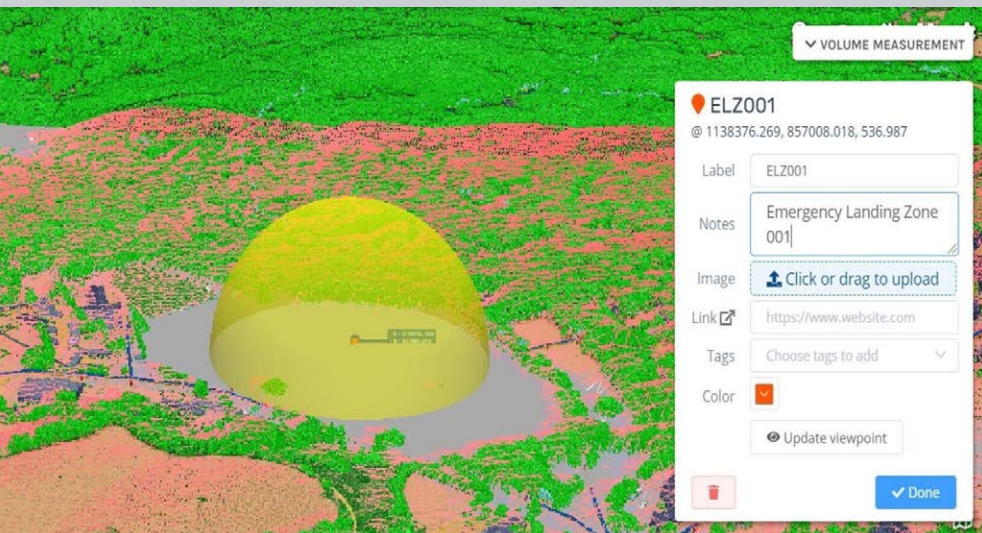 VOLUME MEASUREMENT
ELZ001
@ 1138376.269, 857008.018, 536.987
Label
ELZ001
Notes
Emergency Landing Zone
001
Image
Click or drag to upload
Link
https://www.website.com
Tags
Choose tags to add
Color
Update viewpoint
Done